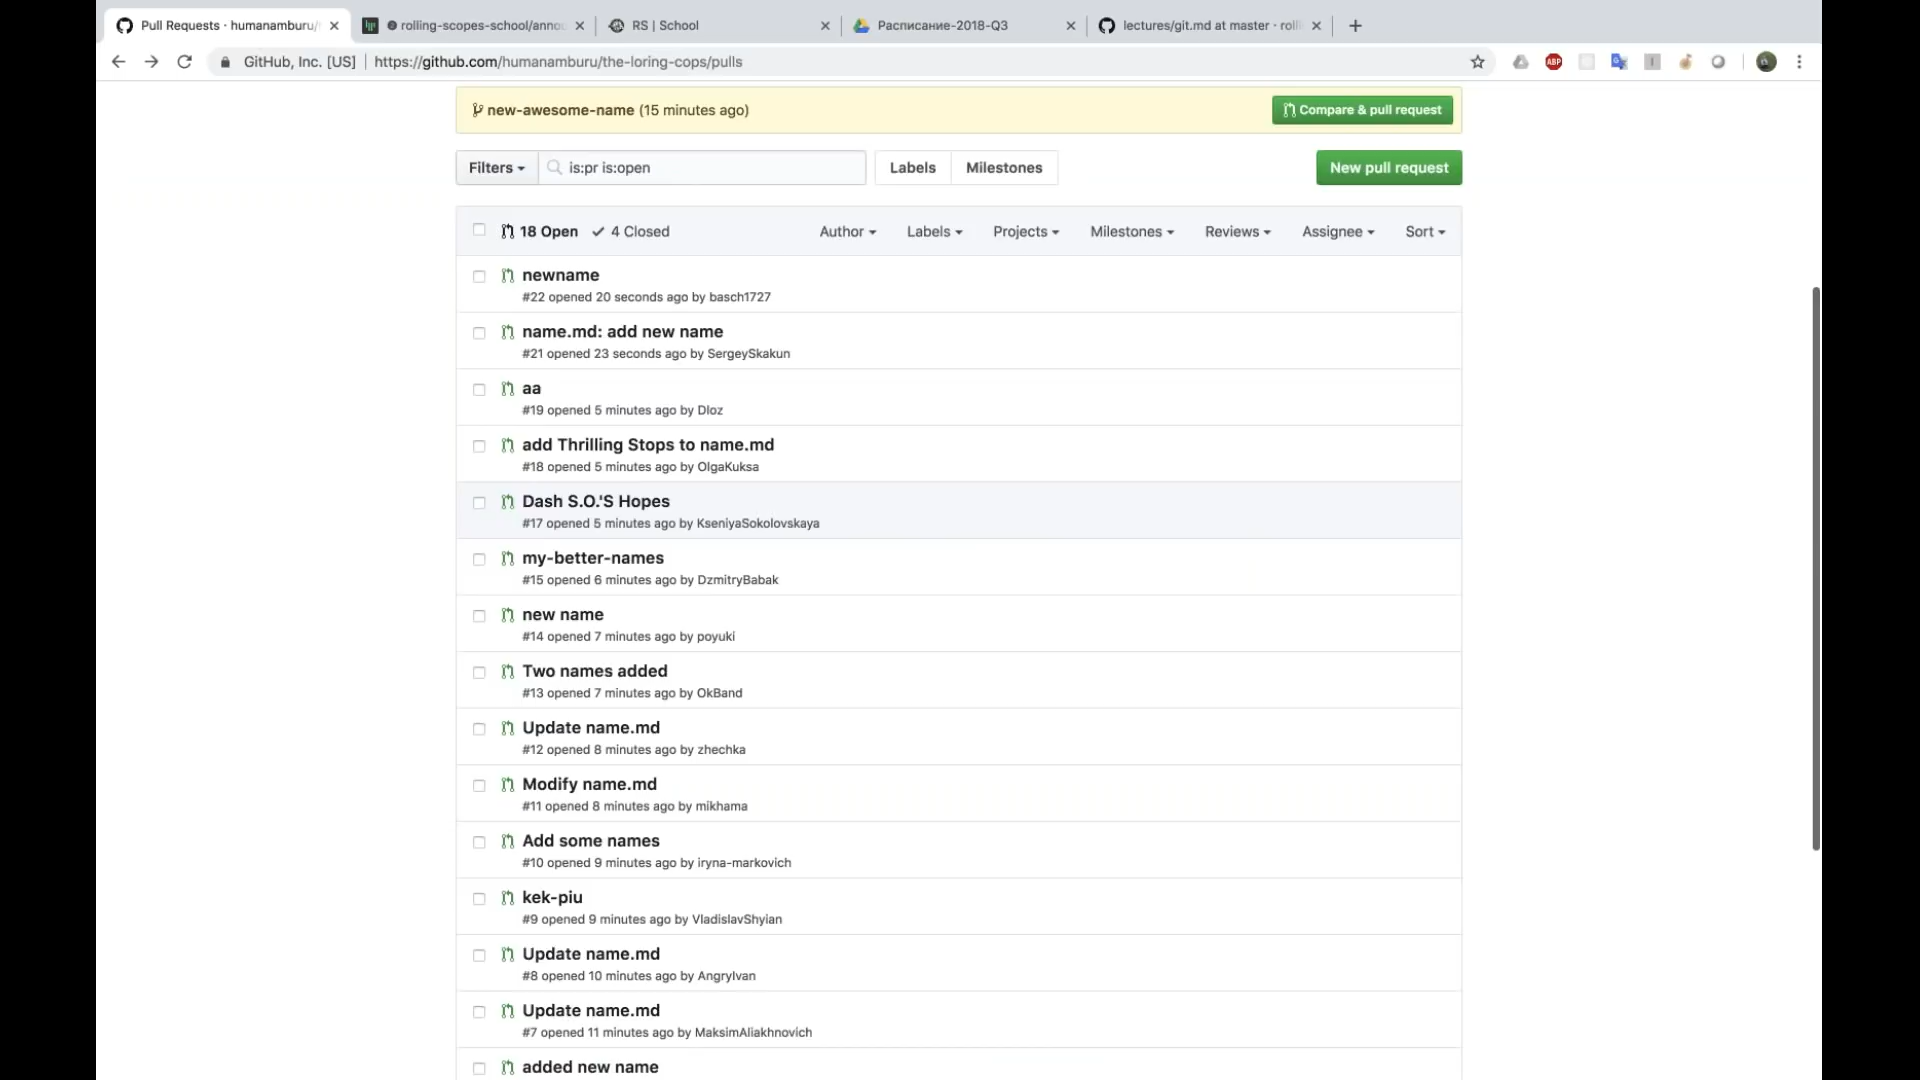 Pull Requests · humanamburu/
rolling-scopes-school/annou
RS | School
Расписание-2018-Q3
lectures/git.md at master · rolli
GitHub, Inc. [US] | https://github.com/humanamburu/the-loring-cops/pulls
ABP
new-awesome-name (15 minutes ago)
Compare & pull request
Filters
is:pr is:open
Labels
Milestones
New pull request
18 Open
4 Closed
Author
Labels
Projects
Milestones
Reviews
Assignee
Sort
newname
#22 opened 20 seconds ago by basch1727
name.md: add new name
#21 opened 23 seconds ago by SergeySkakun
aa
#19 opened 5 minutes ago by Dloz
add Thrilling Stops to name.md
#18 opened 5 minutes ago by OlgaKuksa
Dash S.O.'S Hopes
#17 opened 5 minutes ago by KseniyaSokolovskaya
my-better-names
#15 opened 6 minutes ago by DzmitryBabak
new name
#14 opened 7 minutes ago by poyuki
Two names added
#13 opened 7 minutes ago by OkBand
Update name.md
#12 opened 8 minutes ago by zhechka
Modify name.md
#11 opened 8 minutes ago by mikhama
Add some names
#10 opened 9 minutes ago by iryna-markovich
kek-piu
#9 opened 9 minutes ago by VladislavShyian
Update name.md
#8 opened 10 minutes ago by AngryIvan
Update name.md
#7 opened 11 minutes ago by MaksimAliakhnovich
added new name